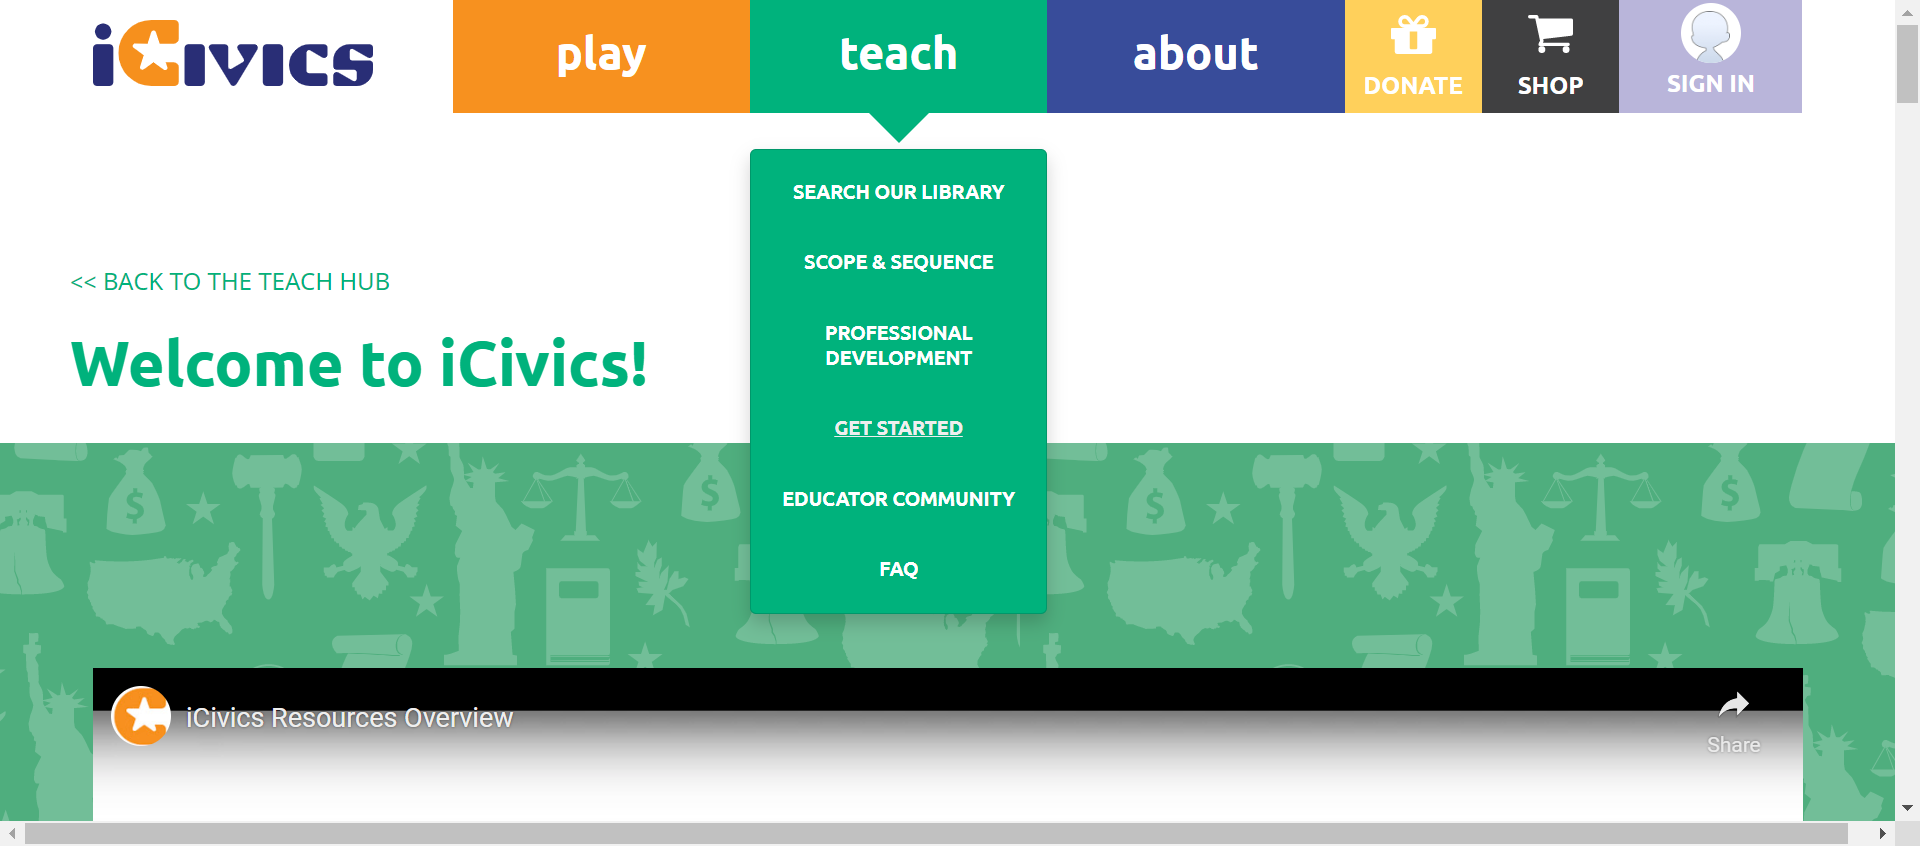 iCivics
play
teach
about
DONATE
SHOP
SIGN IN
SEARCH OUR LIBRARY
SCOPE & SEQUENCE
PROFESSIONAL
DEVELOPMENT
GET STARTED
EDUCATOR COMMUNITY
FAQ
<< BACK TO THE TEACH HUB
Welcome to iCivics!
iCivics Resources Overview
Share